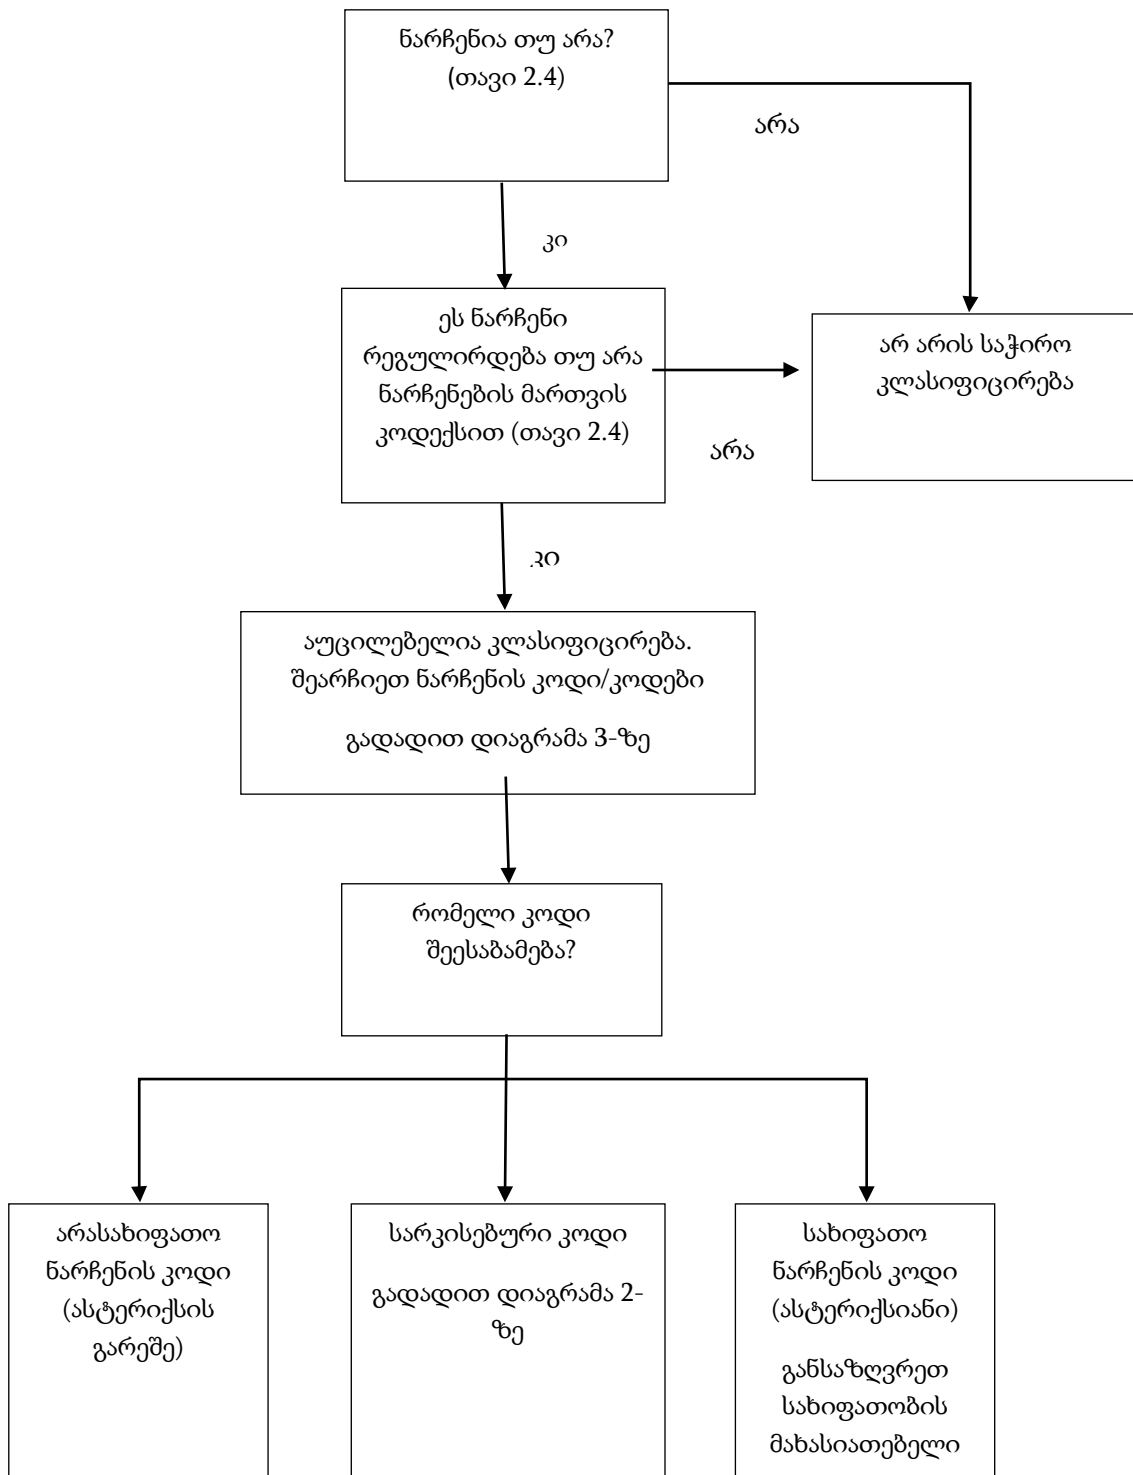 ნარჩენია თუ არა?
(თავი 2.4)
არა
კი
ეს ნარჩენი
რეგულირდება თუ არა
ნარჩენების მართვის
კოდექსით (თავი 2.4)
არ არის საჭირო
კლასიფიცირება
არა
კი
აუცილებელია კლასიფიცირება.
შეარჩიეთ ნარჩენის კოდი/კოდები
გადადით დიაგრამა 3-ზე
რომელი კოდი
შეესაბამება?
არასახიფათო
ნარჩენის კოდი
(ასტერიქსის
გარეშე)
სარკისებური კოდი
გადადით დიაგრამა 2-
ზე
სახიფათო
ნარჩენის კოდი
(ასტერიქსიანი)
განსაზღვრეთ
სახიფათობის
მახასიათებელი